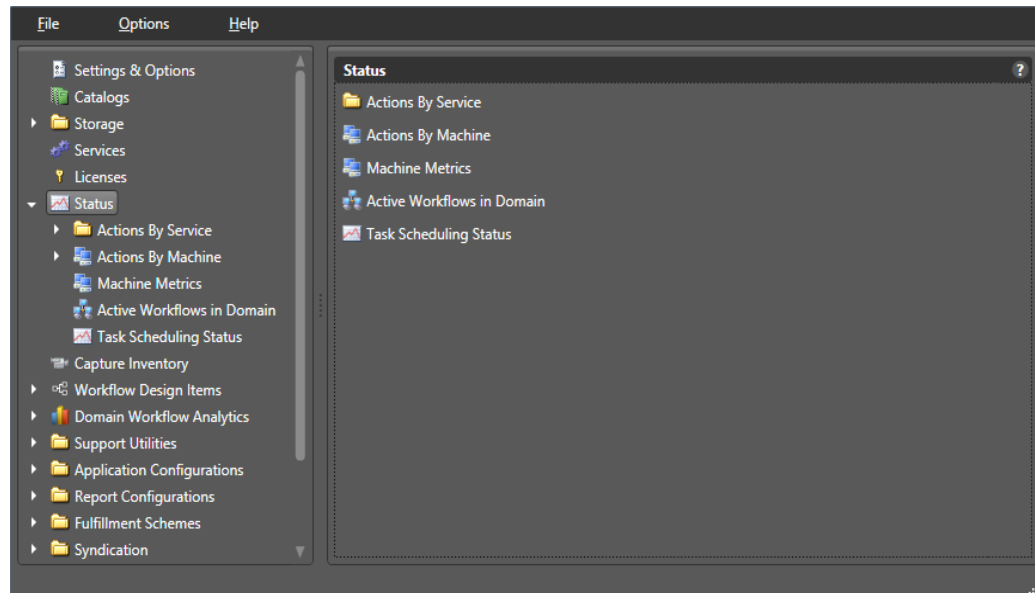 File Options Help
Settings & Options
Catalogs
Storage
Services
Licenses
Status
Actions By Service
Actions By Machine
Machine Metrics
Active Workflows in Domain
Task Scheduling Status
Capture Inventory
Workflow Design Items
Domain Workflow Analytics
Support Utilities
Application Configurations
Report Configurations
Fulfillment Schemes
Syndication
Status ?
Actions By Service
Actions By Machine
Machine Metrics
Active Workflows in Domain
Task Scheduling Status